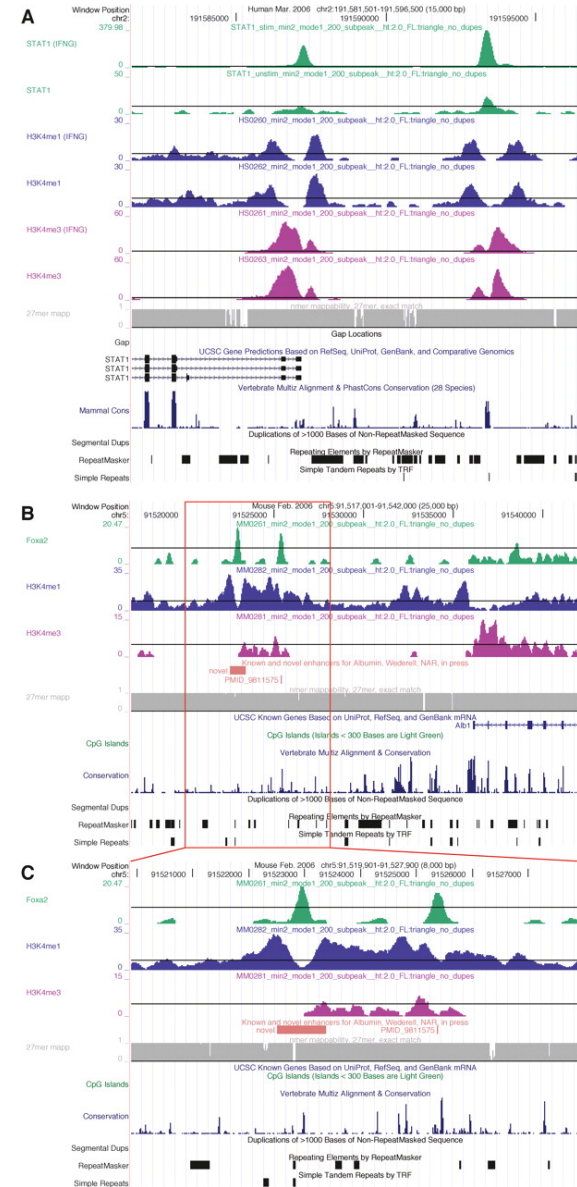 A
Window Position Human Mar. 2006 chr2:191,581,501-196,596,500 (15,000 bp)
chr2: 191585000 191590000 191595000
379.98 STAT1_stim_min2_mode1_200_subpeak__ht:2.0_FL:triangle_no_dupes
STAT1 (IFNG)
0
50 STAT1_unstim_min2_mode1_200_subpeak__ht:2.0_FL:triangle_no_dupes
STAT1
0
30 HS0260_min2_mode1_200_subpeak__ht:2.0_FL:triangle_no_dupes
H3K4me1 (IFNG)
0
30 HS0262_min2_mode1_200_subpeak__ht:2.0_FL:triangle_no_dupes
H3K4me1
0
60 HS0261_min2_mode1_200_subpeak__ht:2.0_FL:triangle_no_dupes
H3K4me3 (IFNG)
0
60 HS0263_min2_mode1_200_subpeak__ht:2.0_FL:triangle_no_dupes
H3K4me3
0
1 nmer mappability, 27mer, exact match
27mer mapp
0
Gap Locations
Gap
UCSC Gene Predictions Based on RefSeq, UniProt, GenBank, and Comparative Genomics
STAT1
STAT1
STAT1
Vertebrate Multiz Alignment & PhastCons Conservation (28 Species)
Mammal Cons
Duplications of >1000 Bases of Non-RepeatMasked Sequence
Segmental Dups
Repeating Elements by RepeatMasker
RepeatMasker
Simple Tandem Repeats by TRF
Simple Repeats
B
Window Position Mouse Feb. 2006 chr5:91,517,001-91,542,000 (25,000 bp)
chr5: 91520000 91525000 91530000 91535000 91540000
20.47 MM0261_min2_mode1_200_subpeak__ht:2.0_FL:triangle_no_dupes
Foxa2
0
35 MM0282_min2_mode1_200_subpeak__ht:2.0_FL:triangle_no_dupes
H3K4me1
0
15 MM0281_min2_mode1_200_subpeak__ht:2.0_FL:triangle_no_dupes
H3K4me3
0
Known and novel enhancers for Albumin, Wederell, NAR, in press
novel
PMID_9811575
1 nmer mappability, 27mer, exact match
27mer mapp
0
UCSC Known Genes Based on UniProt, RefSeq, and GenBank mRNA
Alb1
CpG Islands (Islands < 300 Bases are Light Green)
CpG Islands
Vertebrate Multiz Alignment & Conservation
Conservation
Duplications of >1000 Bases of Non-RepeatMasked Sequence
Segmental Dups
Repeating Elements by RepeatMasker
RepeatMasker
Simple Tandem Repeats by TRF
Simple Repeats
C
Window Position Mouse Feb. 2006 chr5:91,519,901-91,527,900 (8,000 bp)
chr5: 91521000 91522000 91523000 91524000 91525000 91526000 91527000
20.47 MM0261_min2_mode1_200_subpeak__ht:2.0_FL:triangle_no_dupes
Foxa2
0
35 MM0282_min2_mode1_200_subpeak__ht:2.0_FL:triangle_no_dupes
H3K4me1
0
15 MM0281_min2_mode1_200_subpeak__ht:2.0_FL:triangle_no_dupes
H3K4me3
0
Known and novel enhancers for Albumin, Wederell, NAR, in press
novel PMID_9811575
1 nmer mappability, 27mer, exact match
27mer mapp
0
UCSC Known Genes Based on UniProt, RefSeq, and GenBank mRNA
CpG Islands (Islands < 300 Bases are Light Green)
CpG Islands
Vertebrate Multiz Alignment & Conservation
Conservation
Duplications of >1000 Bases of Non-RepeatMasked Sequence
Segmental Dups
Repeating Elements by RepeatMasker
RepeatMasker
Simple Tandem Repeats by TRF
Simple Repeats